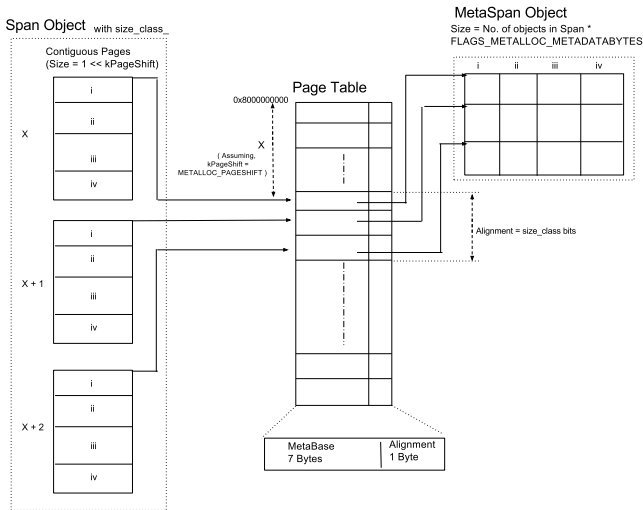 Span Object with size_class_
Contiguous Pages
(Size = 1 << kPageShift)
X
i
ii
iii
iv
X + 1
i
ii
iii
iv
X + 2
i
ii
iii
iv
Page Table
0x8000000000
X
( Assuming,
kPageShift =
METALLOC_PAGESHIFT )
MetaBase
7 Bytes
Alignment
1 Byte
MetaSpan Object
Size = No. of objects in Span *
FLAGS_METALLOC_METADATABYTES
i ii iii iv
Alignment = size_class bits